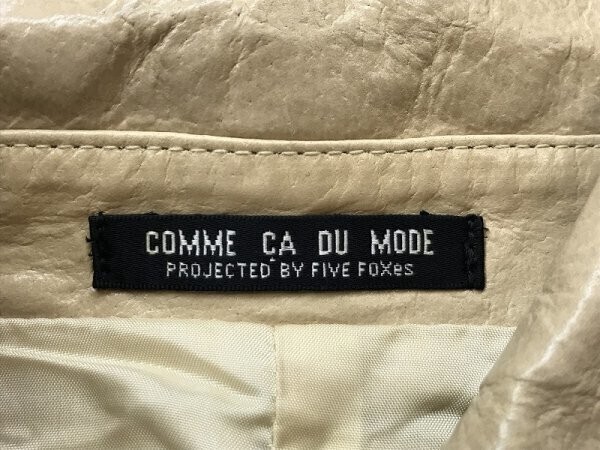 COMME ÇA DU MODE
PROJECTED BY FIVE FOXes